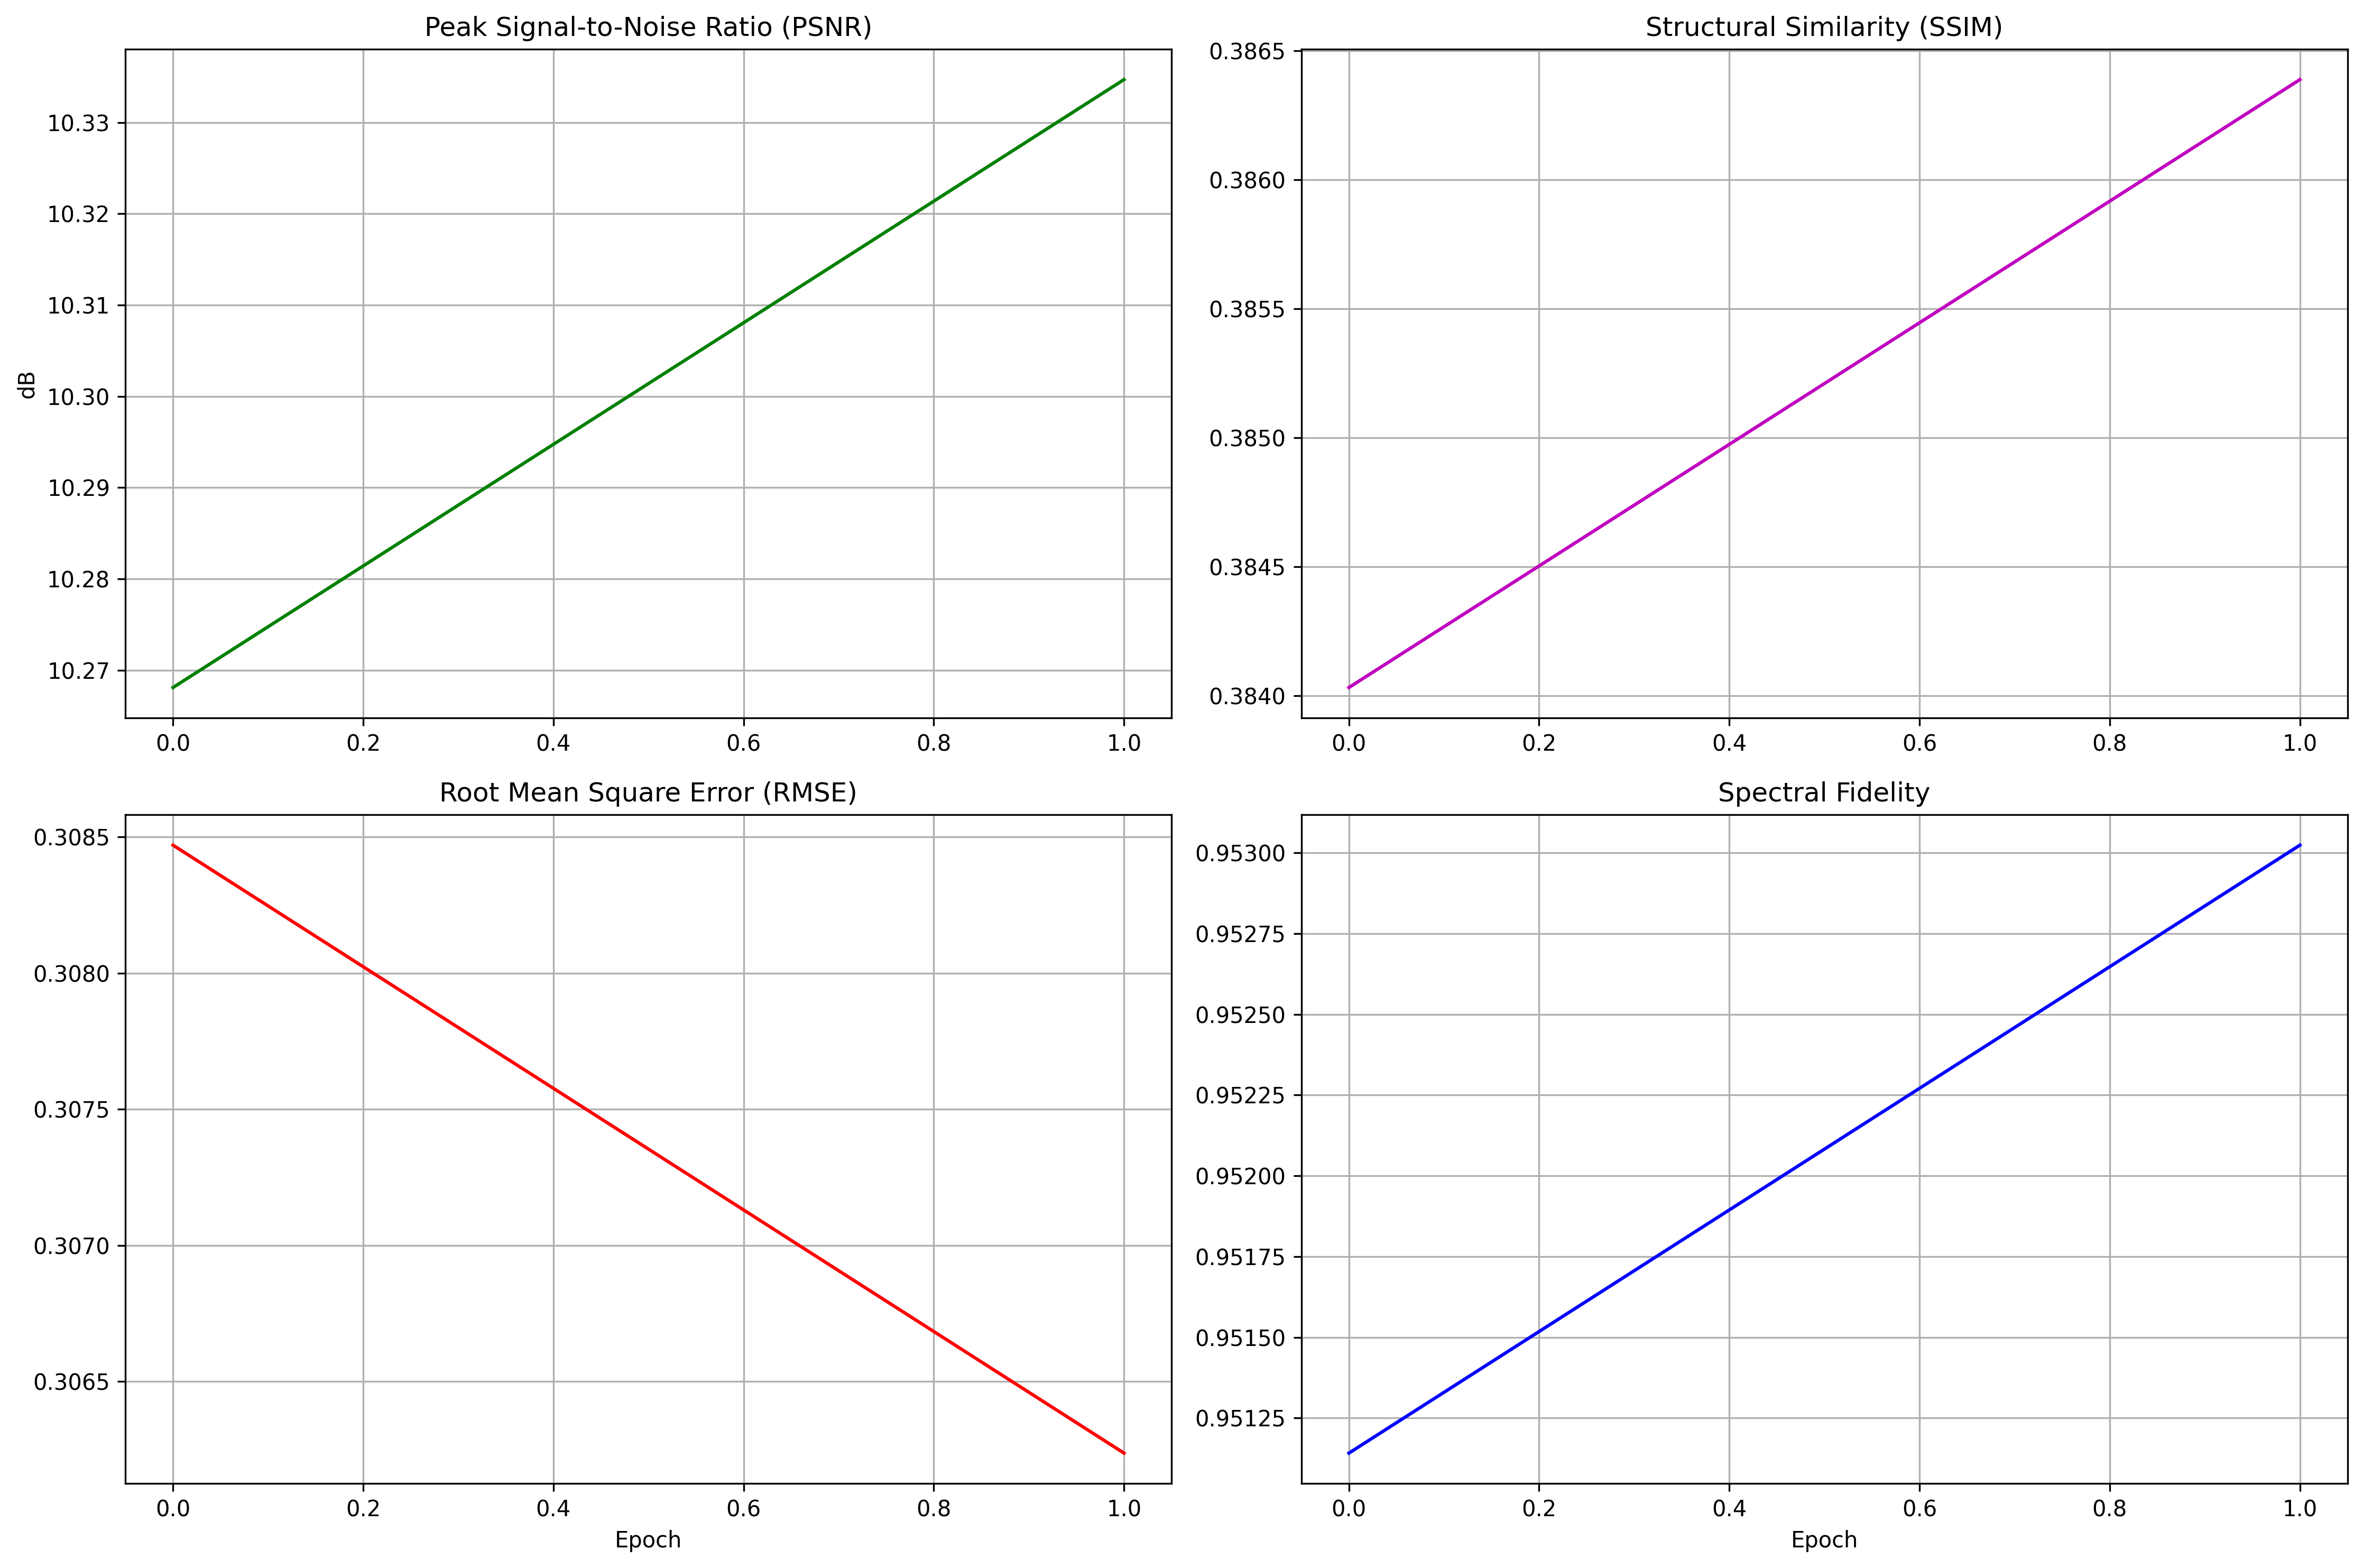 Peak Signal-to-Noise Ratio (PSNR)
dB
10.33
10.32
10.31
10.30
10.29
10.28
10.27
0.0 0.2 0.4 0.6 0.8 1.0
Structural Similarity (SSIM)
0.3865
0.3860
0.3855
0.3850
0.3845
0.3840
0.0 0.2 0.4 0.6 0.8 1.0
Root Mean Square Error (RMSE)
0.3085
0.3080
0.3075
0.3070
0.3065
0.0 0.2 0.4 0.6 0.8 1.0
Epoch
Spectral Fidelity
0.95300
0.95275
0.95250
0.95225
0.95200
0.95175
0.95150
0.95125
0.0 0.2 0.4 0.6 0.8 1.0
Epoch